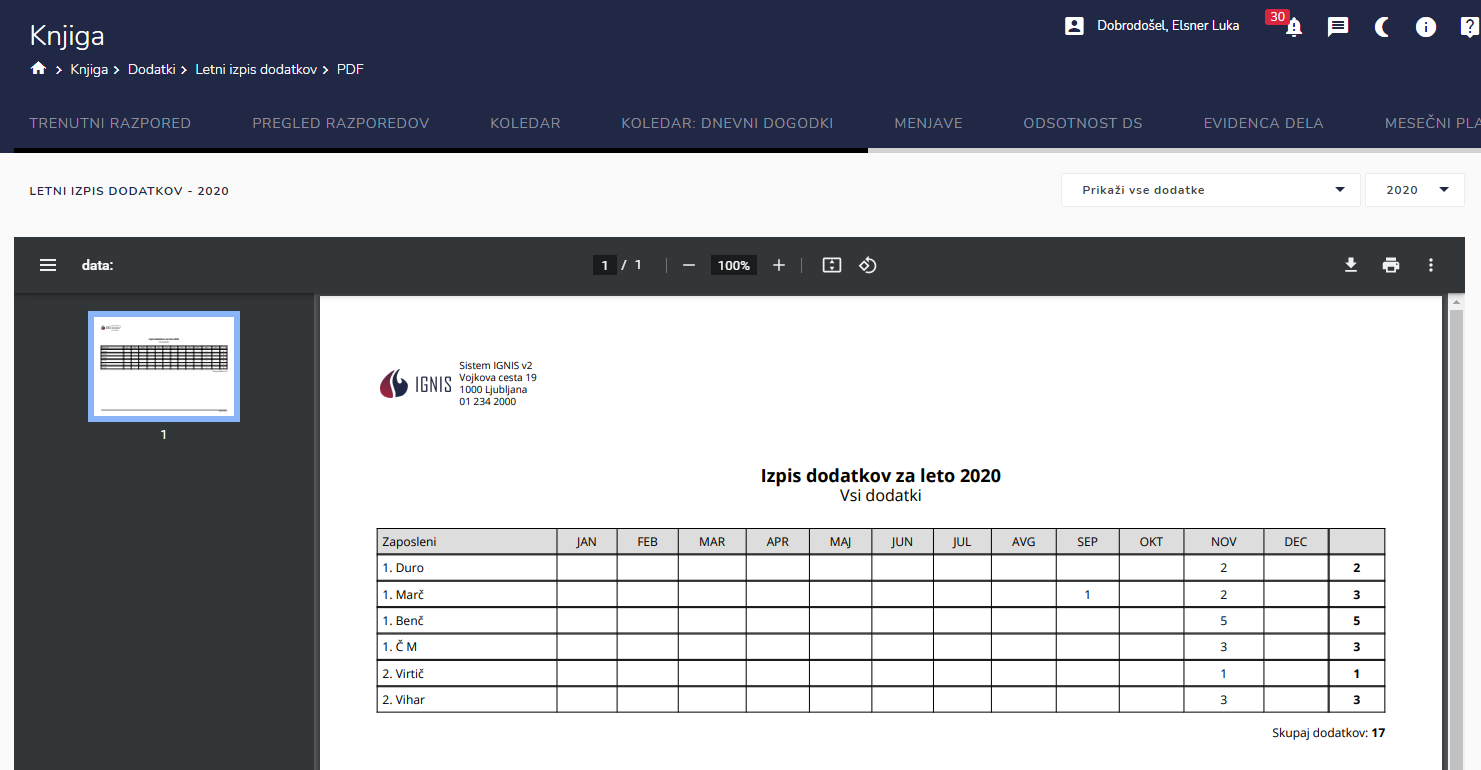 Knjiga
Dobrodošel, Elsner Luka
30
Knjiga > Dodatki > Letni izpis dodatkov > PDF
TRENUTNI RAZPORED PREGLED RAZPOREDOV KOLEDAR KOLEDAR: DNEVNI DOGODKI MENJAVE ODSOTNOST DS EVIDENCA DELA MESEČNI PLA
LETNI IZPIS DODATKOV - 2020
Prikaži vse dodatke
2020
data:
1 / 1
100%
1
IGNIS
Sistem IGNIS v2
Vojkova cesta 19
1000 Ljubljana
01 234 2000
Izpis dodatkov za leto 2020
Vsi dodatki
Zaposleni JAN FEB MAR APR MAJ JUN JUL AVG SEP OKT NOV DEC
1. Duro 2 2
1. Marč 1 2 3
1. Benč 5 5
1. Č M 3 3
2. Virtič 1 1
2. Vihar 3 3
Skupaj dodatkov: 17